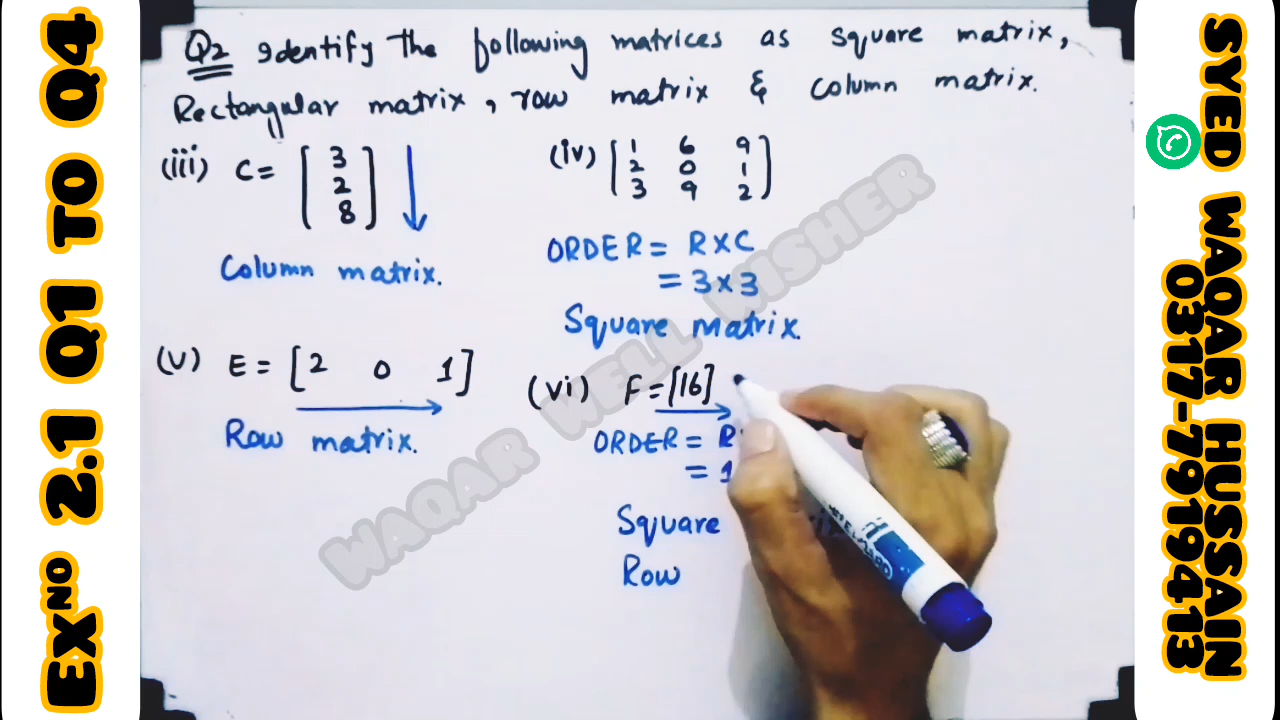 EXNO 2.1 Q1 TO Q4
Q2 Identify the following matrices as square matrix,
Rectangular matrix, row matrix & column matrix.
(iii) C = [3
2
8]
Column matrix.
(iv) [1 6 9
2 0 1
3 9 2]
ORDER = R×C
= 3×3
Square matrix.
(v) E = [2 0 1]
Row matrix.
(vi) F = [16]
ORDER = R
= 1
Square
Row
WAQAR WELL WISHER
SYED WAQAR HUSSAIN
0317-7919413